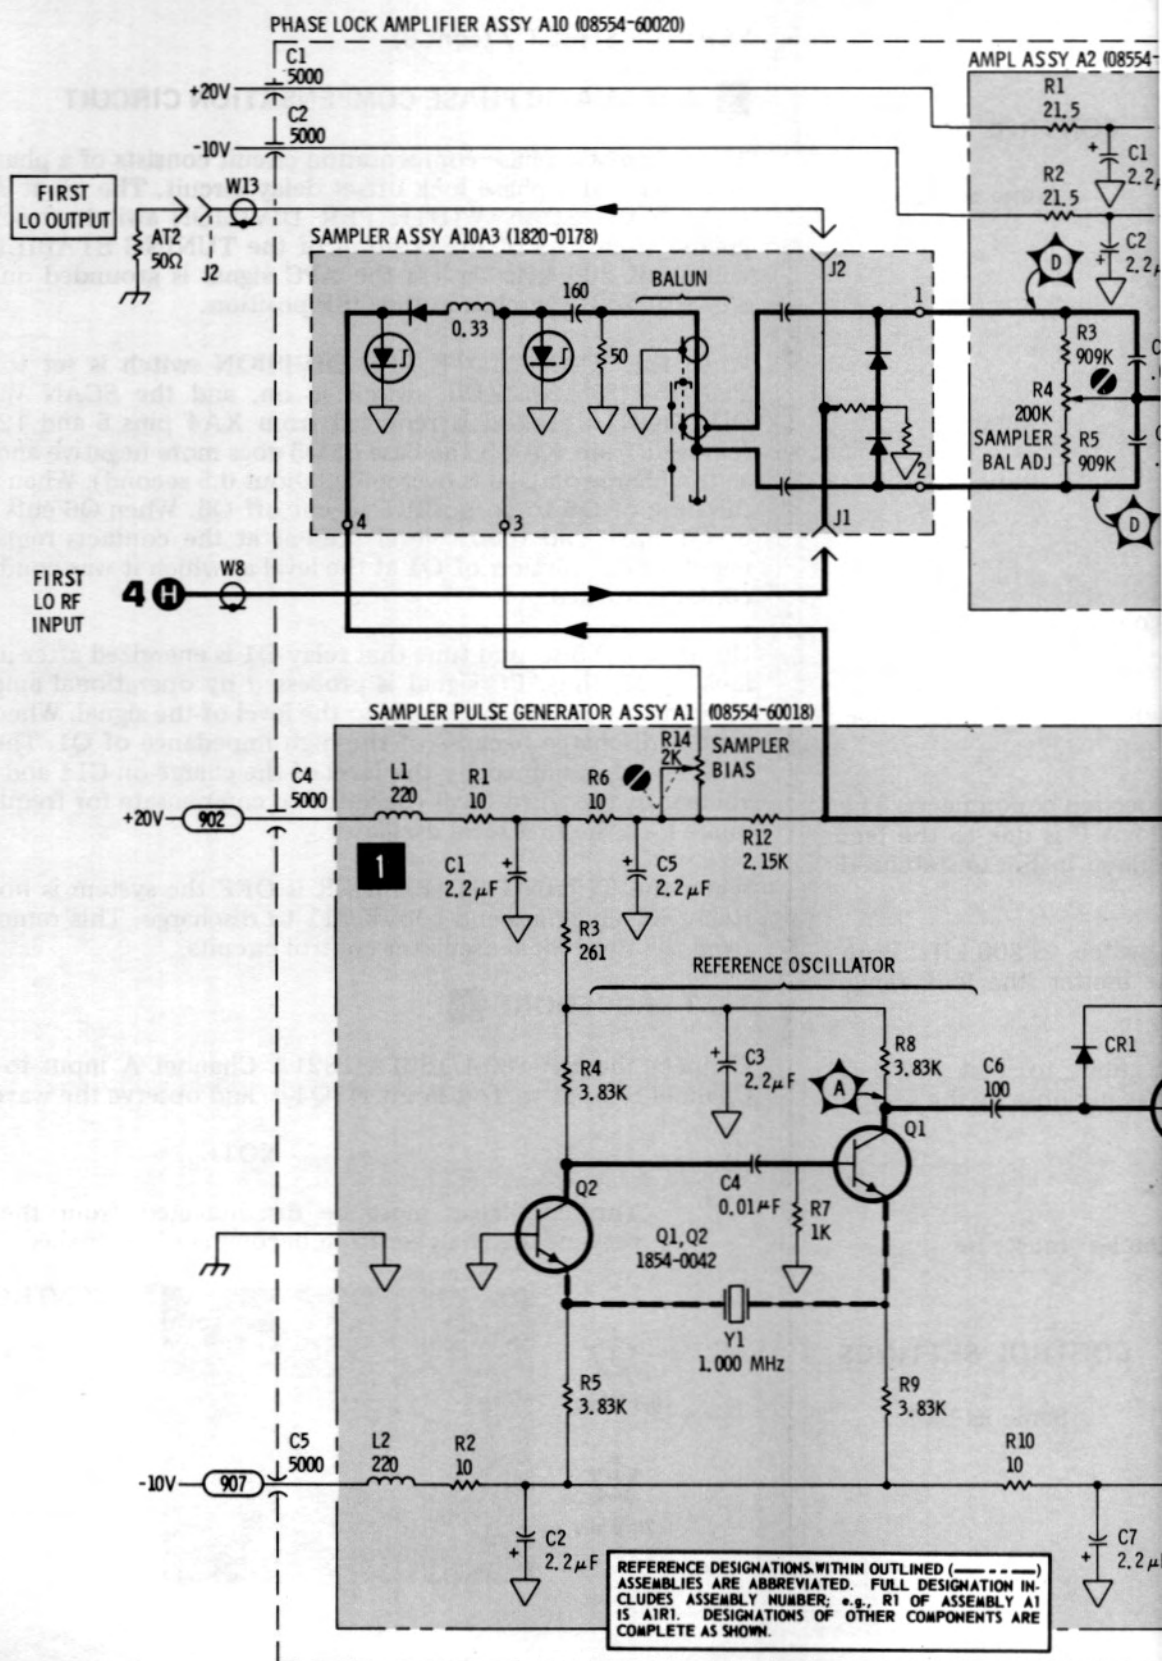 PHASE LOCK AMPLIFIER ASSY A10 (08554-60020)
C1
5000
+20V
C2
5000
-10V
AMPL ASSY A2 (08554-
R1
21.5
C1
2.2μ
R2
21.5
C2
2.2μ
FIRST
LO OUTPUT
W13
AT2
50Ω
J2
SAMPLER ASSY A10A3 (1820-0178)
J2
D
BALUN
160
0.33
50
1
R3
909K
R4
200K
SAMPLER
BAL ADJ
R5
909K
2
4
3
J1
D
FIRST
LO RF
INPUT
4 H
W8
SAMPLER PULSE GENERATOR ASSY A1 (08554-60018)
R14
2K
SAMPLER
BIAS
C4
5000
L1
220
R1
10
R6
10
+20V
902
R12
2.15K
1
C1
2.2μF
C5
2.2μF
R3
261
REFERENCE OSCILLATOR
R4
3.83K
C3
2.2μF
R8
3.83K
C6
100
CR1
A
Q1
Q2
C4
0.01μF
R7
1K
Q1,Q2
1854-0042
Y1
1.000 MHz
R5
3.83K
R9
3.83K
C5
5000
L2
220
R2
10
R10
10
-10V
907
C2
2.2μF
C7
2.2μ
REFERENCE DESIGNATIONS WITHIN OUTLINED (— - - —)
ASSEMBLIES ARE ABBREVIATED. FULL DESIGNATION IN-
CLUDES ASSEMBLY NUMBER; e.g., R1 OF ASSEMBLY A1
IS A1R1. DESIGNATIONS OF OTHER COMPONENTS ARE
COMPLETE AS SHOWN.